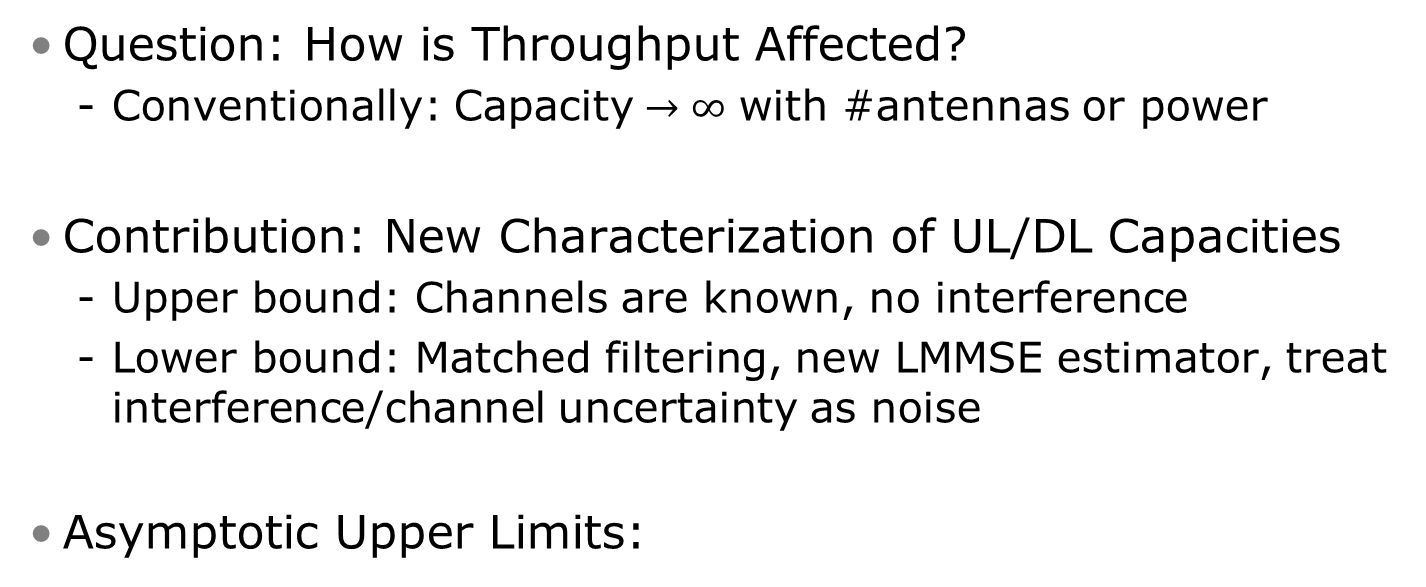 • Question: How is Throughput Affected?
- Conventionally: Capacity → ∞ with #antennas or power
• Contribution: New Characterization of UL/DL Capacities
- Upper bound: Channels are known, no interference
- Lower bound: Matched filtering, new LMMSE estimator, treat
interference/channel uncertainty as noise
• Asymptotic Upper Limits: